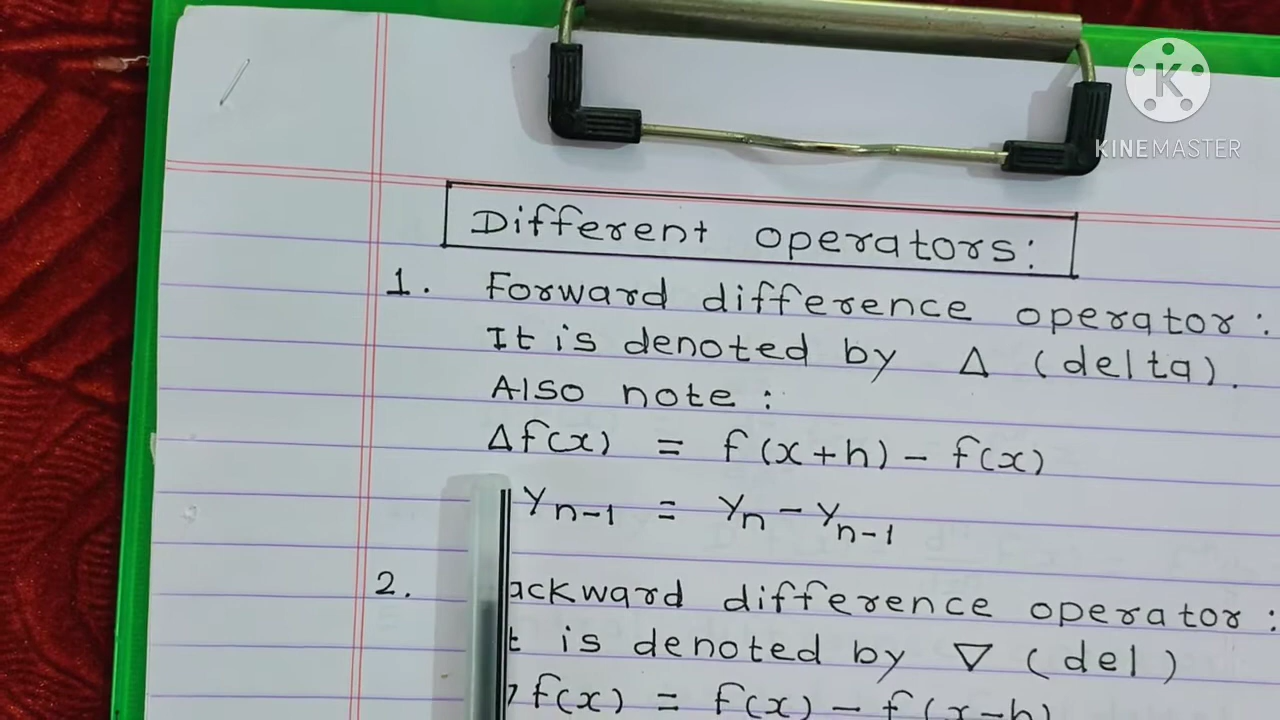 K
KINEMASTER
Different operators:
1. Forward difference operator:
It is denoted by Δ (delta).
Also note:
Δf(x) = f(x+h) - f(x)
Yn-1 = Yn - Yn-1
2. ackward difference operator:
t is denoted by ∇ (del)
f(x) = f(x) - f(x-h)